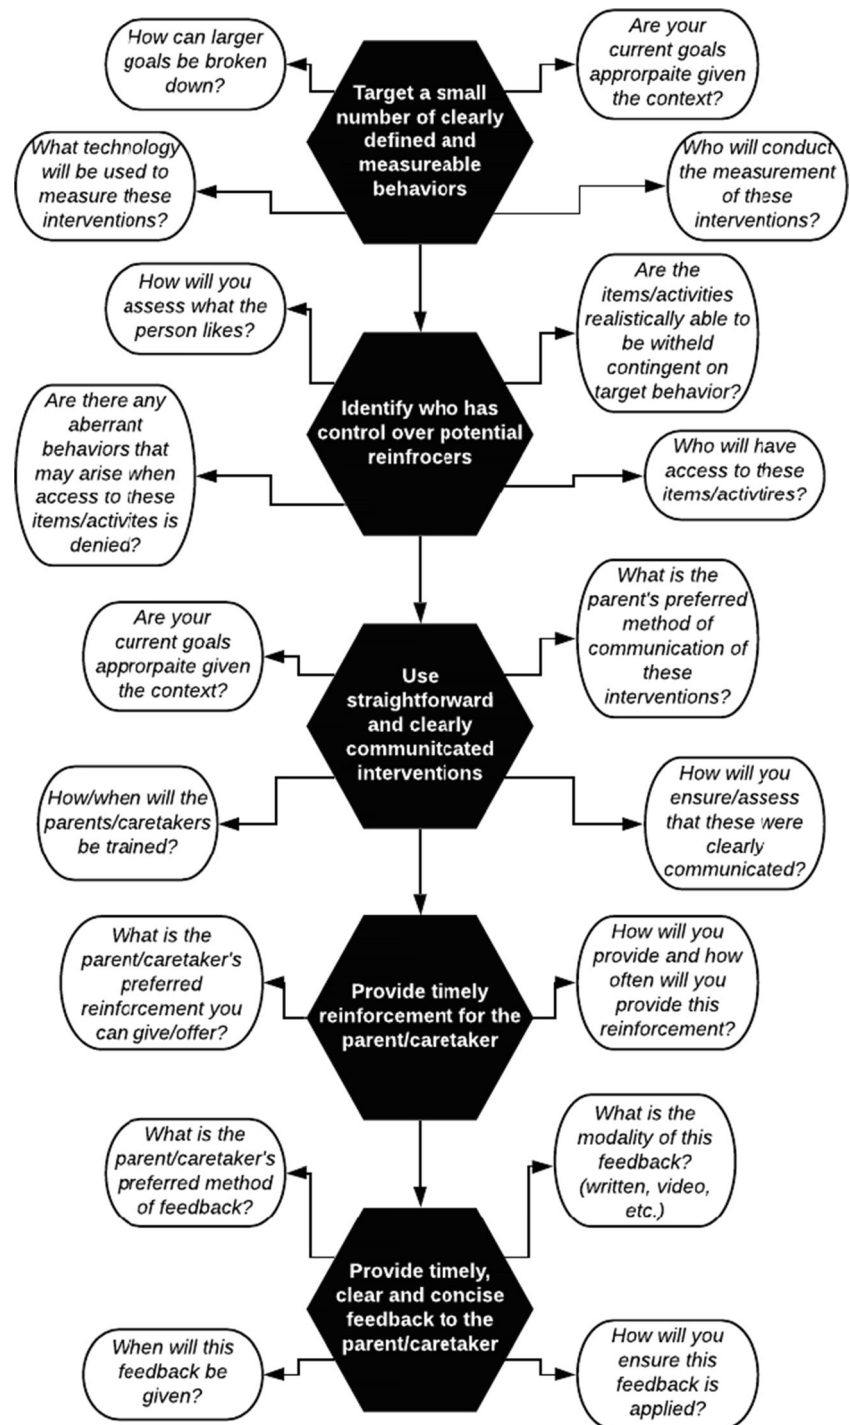 How can larger
goals be broken
down?
Are your
current goals
approrpaite given
the context?
Target a small
number of clearly
defined and
measureable
behaviors
What technology
will be used to
measure these
interventions?
Who will conduct
the measurement
of these
interventions?
How will you
assess what the
person likes?
Are the
items/activities
realistically able to
be witheld
contingent on
target behavior?
Identify who has
control over potential
reinfrocers
Are there any
aberrant
behaviors that
may arise when
access to these
items/activites is
denied?
Who will have
access to these
items/activtires?
Are your
current goals
approrpaite given
the context?
What is the
parent's preferred
method of
communication of
these
interventions?
Use
straightforward
and clearly
communitcated
interventions
How/when will the
parents/caretakers
be trained?
How will you
ensure/assess
that these were
clearly
communicated?
What is the
parent/caretaker's
preferred
reinforcement you
can give/offer?
How will you
provide and how
often will you
provide this
reinforcement?
Provide timely
reinforcement for the
parent/caretaker
What is the
parent/caretaker's
preferred method
of feedback?
What is the
modality of this
feedback?
(written, video,
etc.)
Provide timely,
clear and concise
feedback to the
parent/caretaker
When will this
feedback be
given?
How will you
ensure this
feedback is
applied?